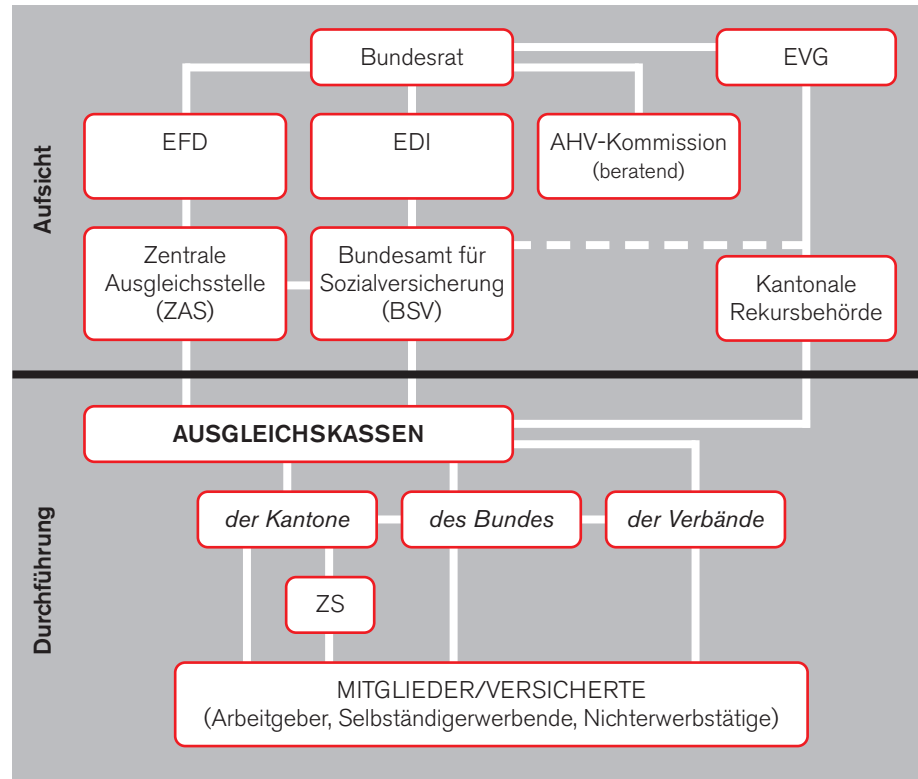 Bundesrat
EVG
EFD
EDI
AHV-Kommission
(beratend)
Aufsicht
Zentrale
Ausgleichsstelle
(ZAS)
Bundesamt für
Sozialversicherung
(BSV)
Kantonale
Rekursbehörde
AUSGLEICHSKASSEN
der Kantone
des Bundes
der Verbände
Durchführung
ZS
MITGLIEDER/VERSICHERTE
(Arbeitgeber, Selbständigerwerbende, Nichterwerbstätige)